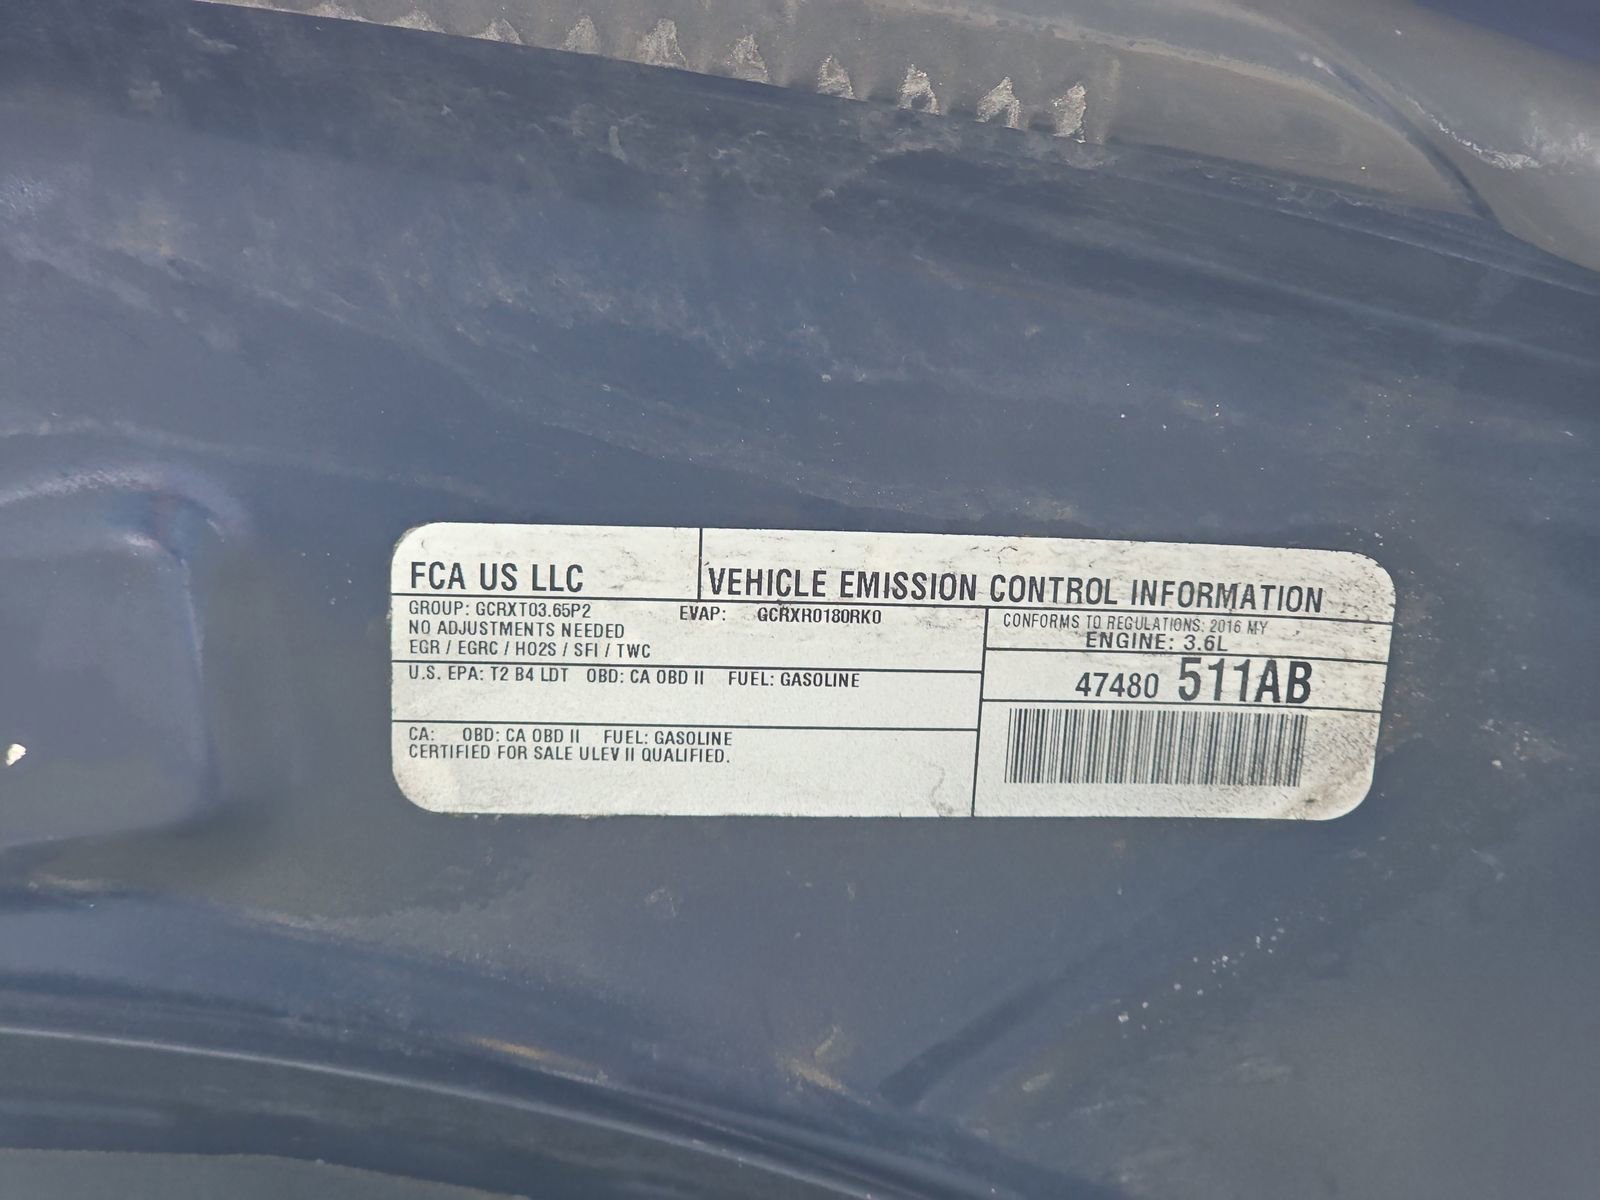 FCA US LLC
VEHICLE EMISSION CONTROL INFORMATION
GROUP: GCRXT03.65P2 EVAP: GCRXR0180RK0
NO ADJUSTMENTS NEEDED
EGR / EGRC / HO2S / SFI / TWC
U.S. EPA: T2 B4 LDT OBD: CA OBD II FUEL: GASOLINE
CA: OBD: CA OBD II FUEL: GASOLINE
CERTIFIED FOR SALE ULEV II QUALIFIED.
CONFORMS TO REGULATIONS: 2016 MY
ENGINE: 3.6L
47480 511AB